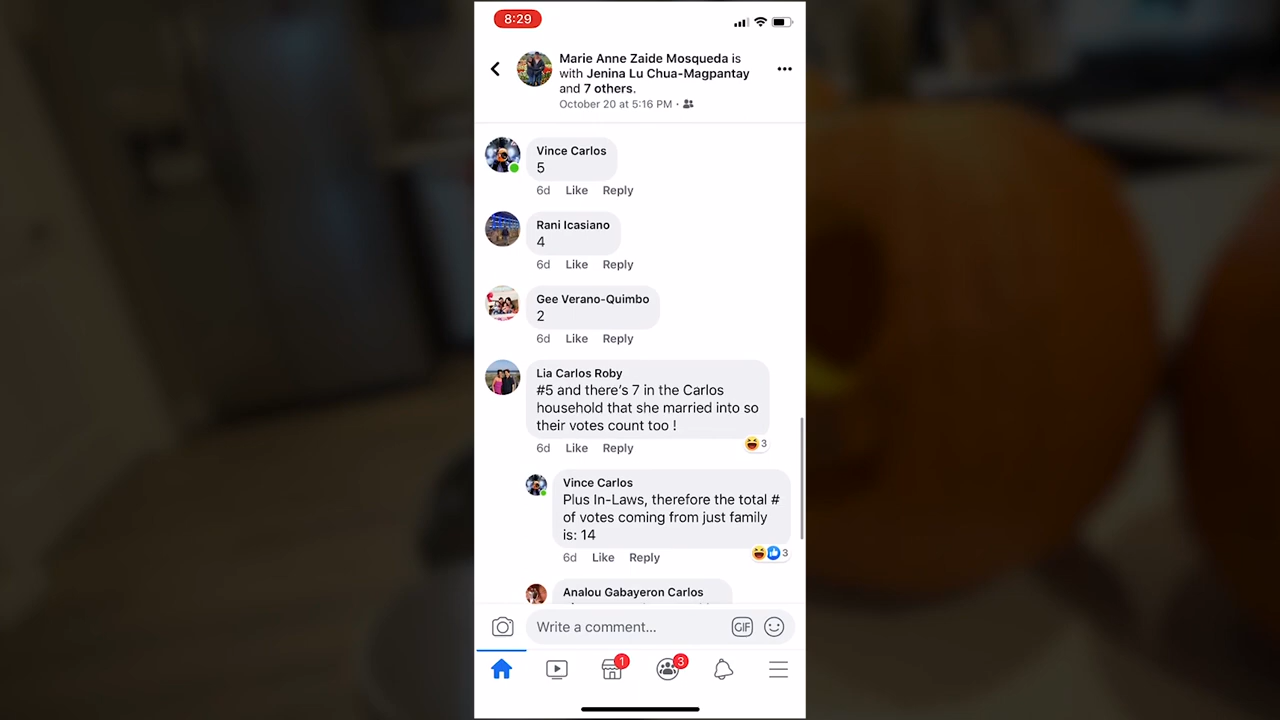 8:29
Marie Anne Zaide Mosqueda is
with Jenina Lu Chua-Magpantay
and 7 others.
October 20 at 5:16 PM ·
Vince Carlos
5
6d Like Reply
Rani Icasiano
4
6d Like Reply
Gee Verano-Quimbo
2
6d Like Reply
Lia Carlos Roby
#5 and there's 7 in the Carlos
household that she married into so
their votes count too !
3
6d Like Reply
Vince Carlos
Plus In-Laws, therefore the total #
of votes coming from just family
is: 14
3
6d Like Reply
Analou Gabayeron Carlos
Write a comment...
GIF
1
3